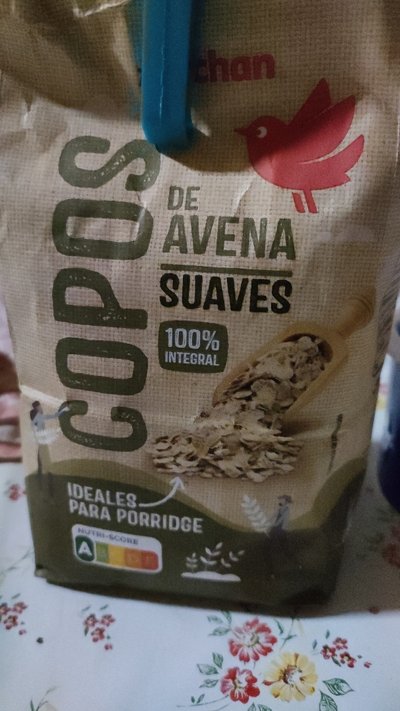 chan
COPOS
DE
AVENA
SUAVES
100%
INTEGRAL
IDEALES
PARA PORRIDGE
NUTRI-SCORE
A